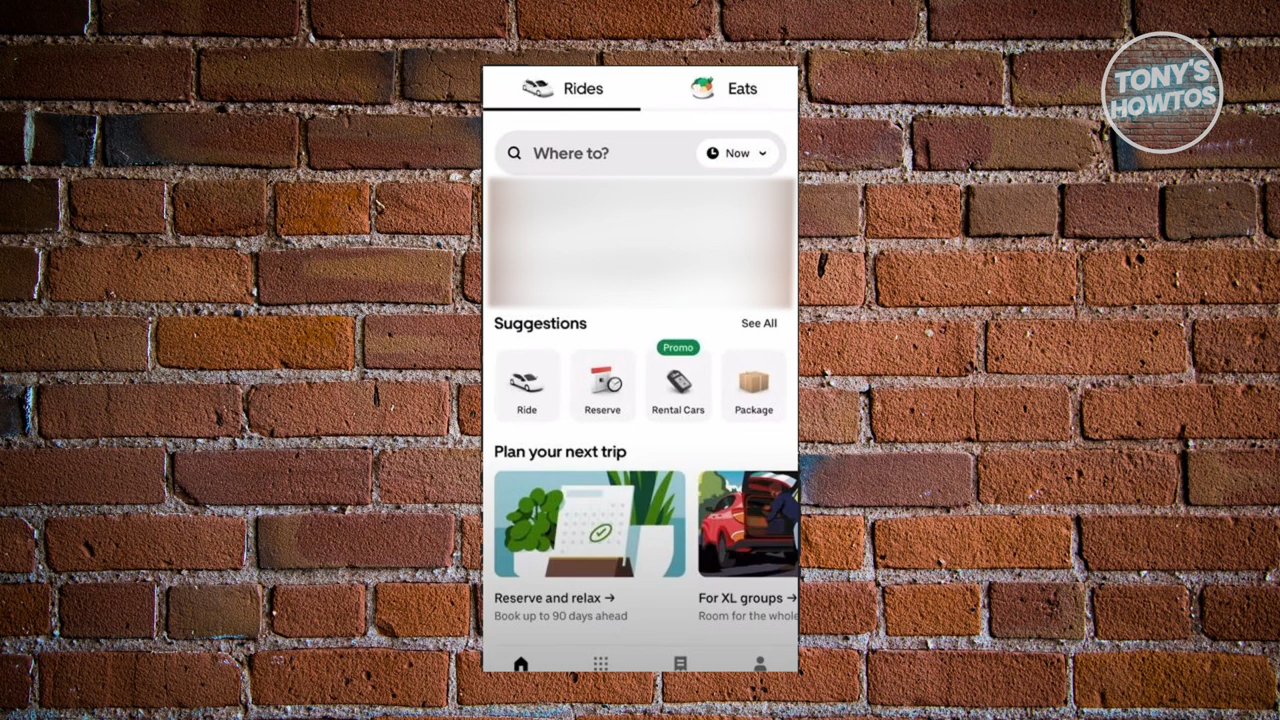 TONY'S
HOWTOS
Rides
Eats
Where to?
Now
Suggestions
See All
Promo
Ride
Reserve
Rental Cars
Package
Plan your next trip
Reserve and relax →
For XL groups →
Book up to 90 days ahead
Room for the whole